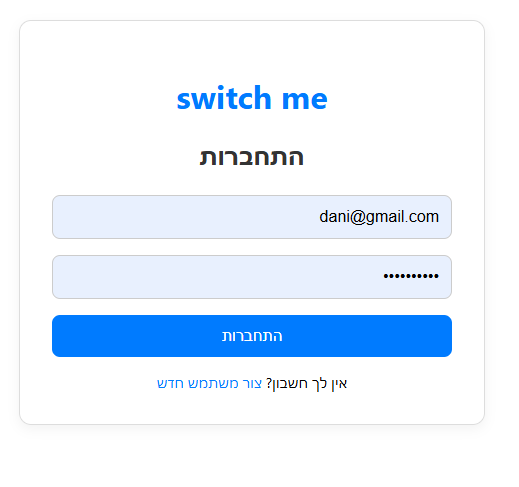 switch me
התחברות
dani@gmail.com
••••••••••
התחברות
אין לך חשבון? צור משתמש חדש